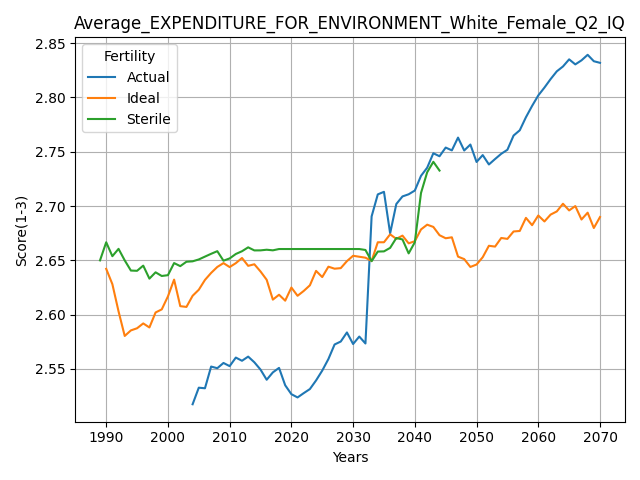 Average_EXPENDITURE_FOR_ENVIRONMENT_White_Female_Q2_IQ
Fertility
Actual
Ideal
Sterile
Score(1-3)
2.85
2.80
2.75
2.70
2.65
2.60
2.55
1990 2000 2010 2020 2030 2040 2050 2060 2070
Years